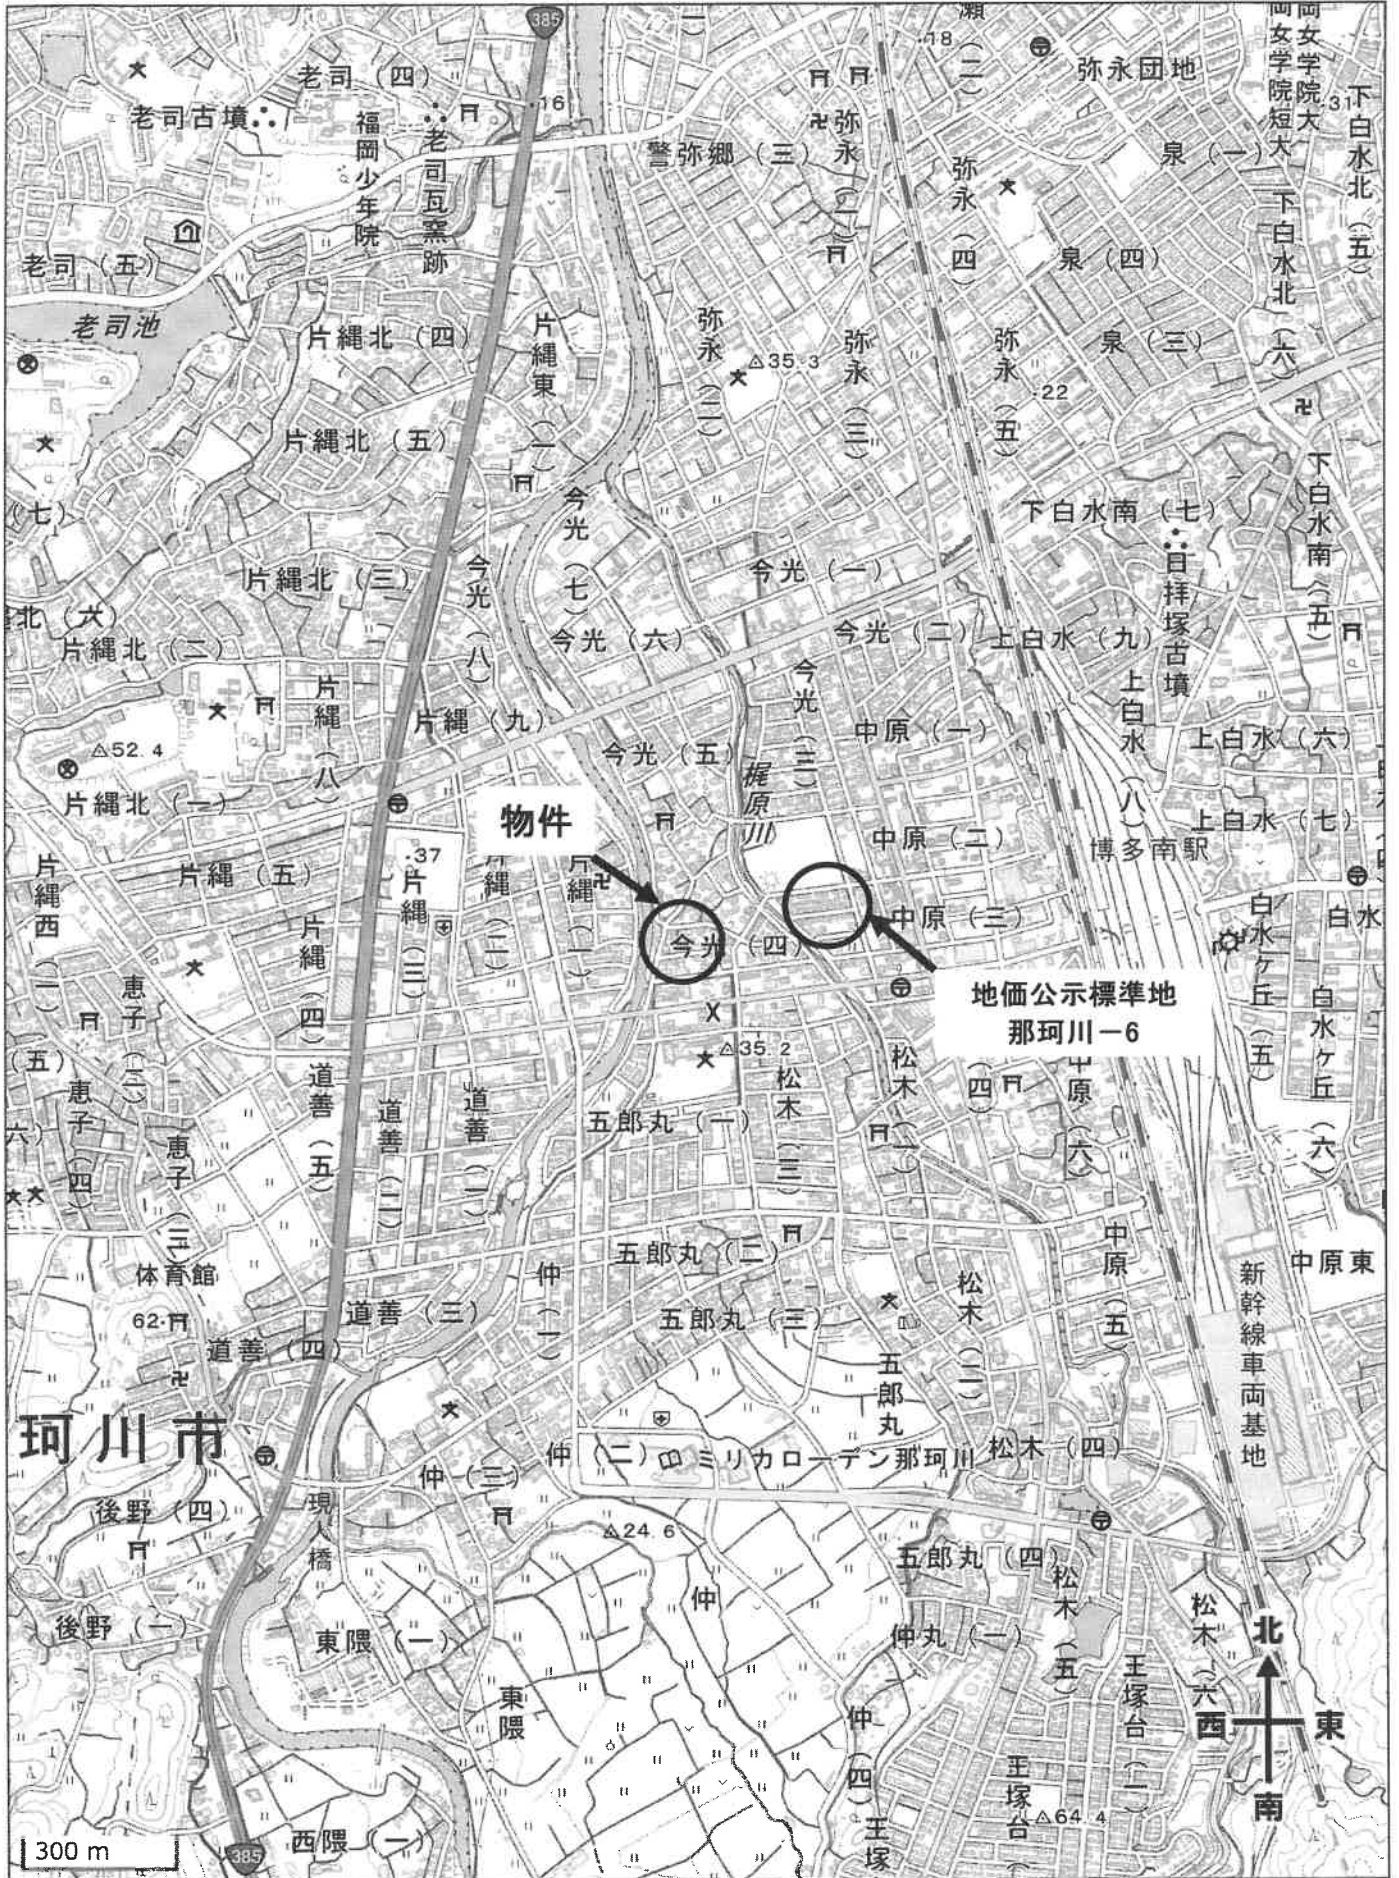 385
老司（四）
老司古墳
福岡少年院
老司瓦窯跡
16
警弥郷（三）
弥永（一）
18
瀬（二）
弥永団地
岡女学院大
岡女学院短大
31
下白水北（五）
泉（一）
弥永（四）
老司（五）
泉（四）
下白水北（六）
老司池
片縄北（四）
片縄東（一）
弥永（二）
35.3
弥永（三）
弥永（五）
泉（三）
22
片縄北（五）
（七）
今光（七）
下白水南（七）
下白水南（五）
日拝塚古墳
片縄北（三）
今光（八）
今光（一）
北（六）
片縄北（二）
今光（六）
今光（二）
上白水（九）
片縄（八）
片縄（九）
今光（三）
中原（一）
上白水（八）
上白水（六）
52.4
今光（五）
梶原川
片縄北（一）
物件
中原（二）
上白水（七）
博多南駅
37
片縄（五）
片縄（三）
縄（二）
片縄（一）
片縄西（一）
片縄（四）
今光（四）
中原（三）
白水ヶ丘（五）
白水
地価公示標準地
那珂川－6
恵子（二）
（五）
恵子（四）
六）
道善（五）
道善（二）
道善（一）
35.2
松木（三）
松木（一）
（四）
中原（六）
白水ヶ丘（六）
五郎丸（一）
恵子（三）
体育館
62
五郎丸（二）
仲（一）
道善（三）
五郎丸（三）
松木（二）
中原（五）
中原東
新幹線車両基地
道善（四）
五郎丸
珂川市
仲（二）
ミリカローデン那珂川
松木（四）
仲（三）
後野（四）
現人橋
24.6
五郎丸（四）
松木（五）
仲
仲丸（一）
松木（六）
後野（一）
東隈（一）
東隈
仲（四）
王塚台（一）
北
西
東
南
王塚台（
64.4
王塚
西隈（一）
385
300 m